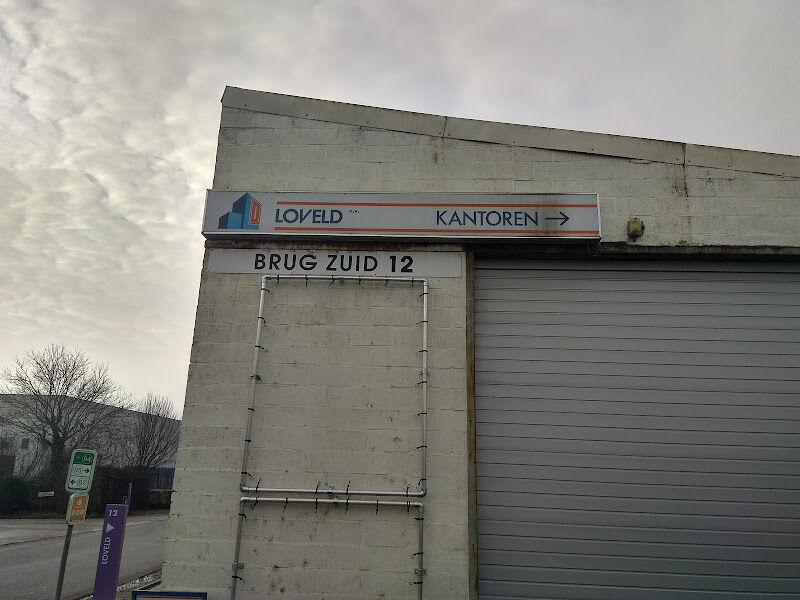 LOVELD n.v. KANTOREN →
BRUG ZUID 12
12
LOVELD